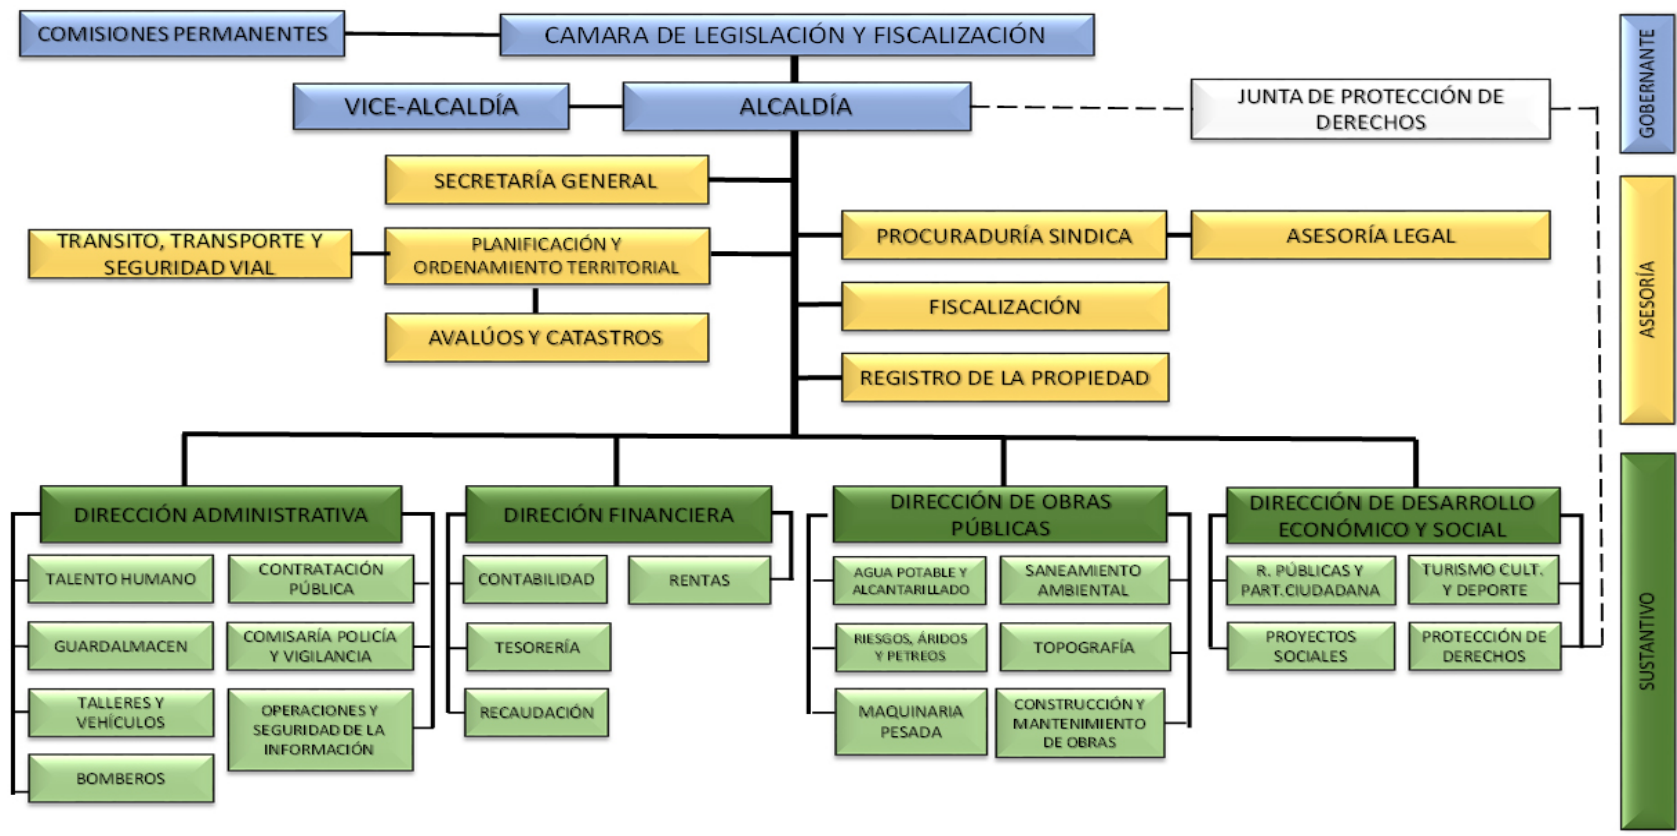 COMISIONES PERMANENTES
CAMARA DE LEGISLACIÓN Y FISCALIZACIÓN
VICE-ALCALDÍA
ALCALDÍA
JUNTA DE PROTECCIÓN DE
DERECHOS
GOBERNANTE
SECRETARÍA GENERAL
TRANSITO, TRANSPORTE Y
SEGURIDAD VIAL
PLANIFICACIÓN Y
ORDENAMIENTO TERRITORIAL
AVALÚOS Y CATASTROS
PROCURADURÍA SINDICA
ASESORÍA LEGAL
FISCALIZACIÓN
REGISTRO DE LA PROPIEDAD
ASESORÍA
DIRECCIÓN ADMINISTRATIVA
TALENTO HUMANO
CONTRATACIÓN
PÚBLICA
GUARDALMACEN
COMISARÍA POLICÍA
Y VIGILANCIA
TALLERES Y
VEHÍCULOS
OPERACIONES Y
SEGURIDAD DE LA
INFORMACIÓN
BOMBEROS
DIRECIÓN FINANCIERA
CONTABILIDAD
RENTAS
TESORERÍA
RECAUDACIÓN
DIRECCIÓN DE OBRAS
PÚBLICAS
AGUA POTABLE Y
ALCANTARILLADO
SANEAMIENTO
AMBIENTAL
RIESGOS, ÁRIDOS
Y PETREOS
TOPOGRAFÍA
MAQUINARIA
PESADA
CONSTRUCCIÓN Y
MANTENIMIENTO
DE OBRAS
DIRECCIÓN DE DESARROLLO
ECONÓMICO Y SOCIAL
R. PÚBLICAS Y
PART.CIUDADANA
TURISMO CULT.
Y DEPORTE
PROYECTOS
SOCIALES
PROTECCIÓN DE
DERECHOS
SUSTANTIVO